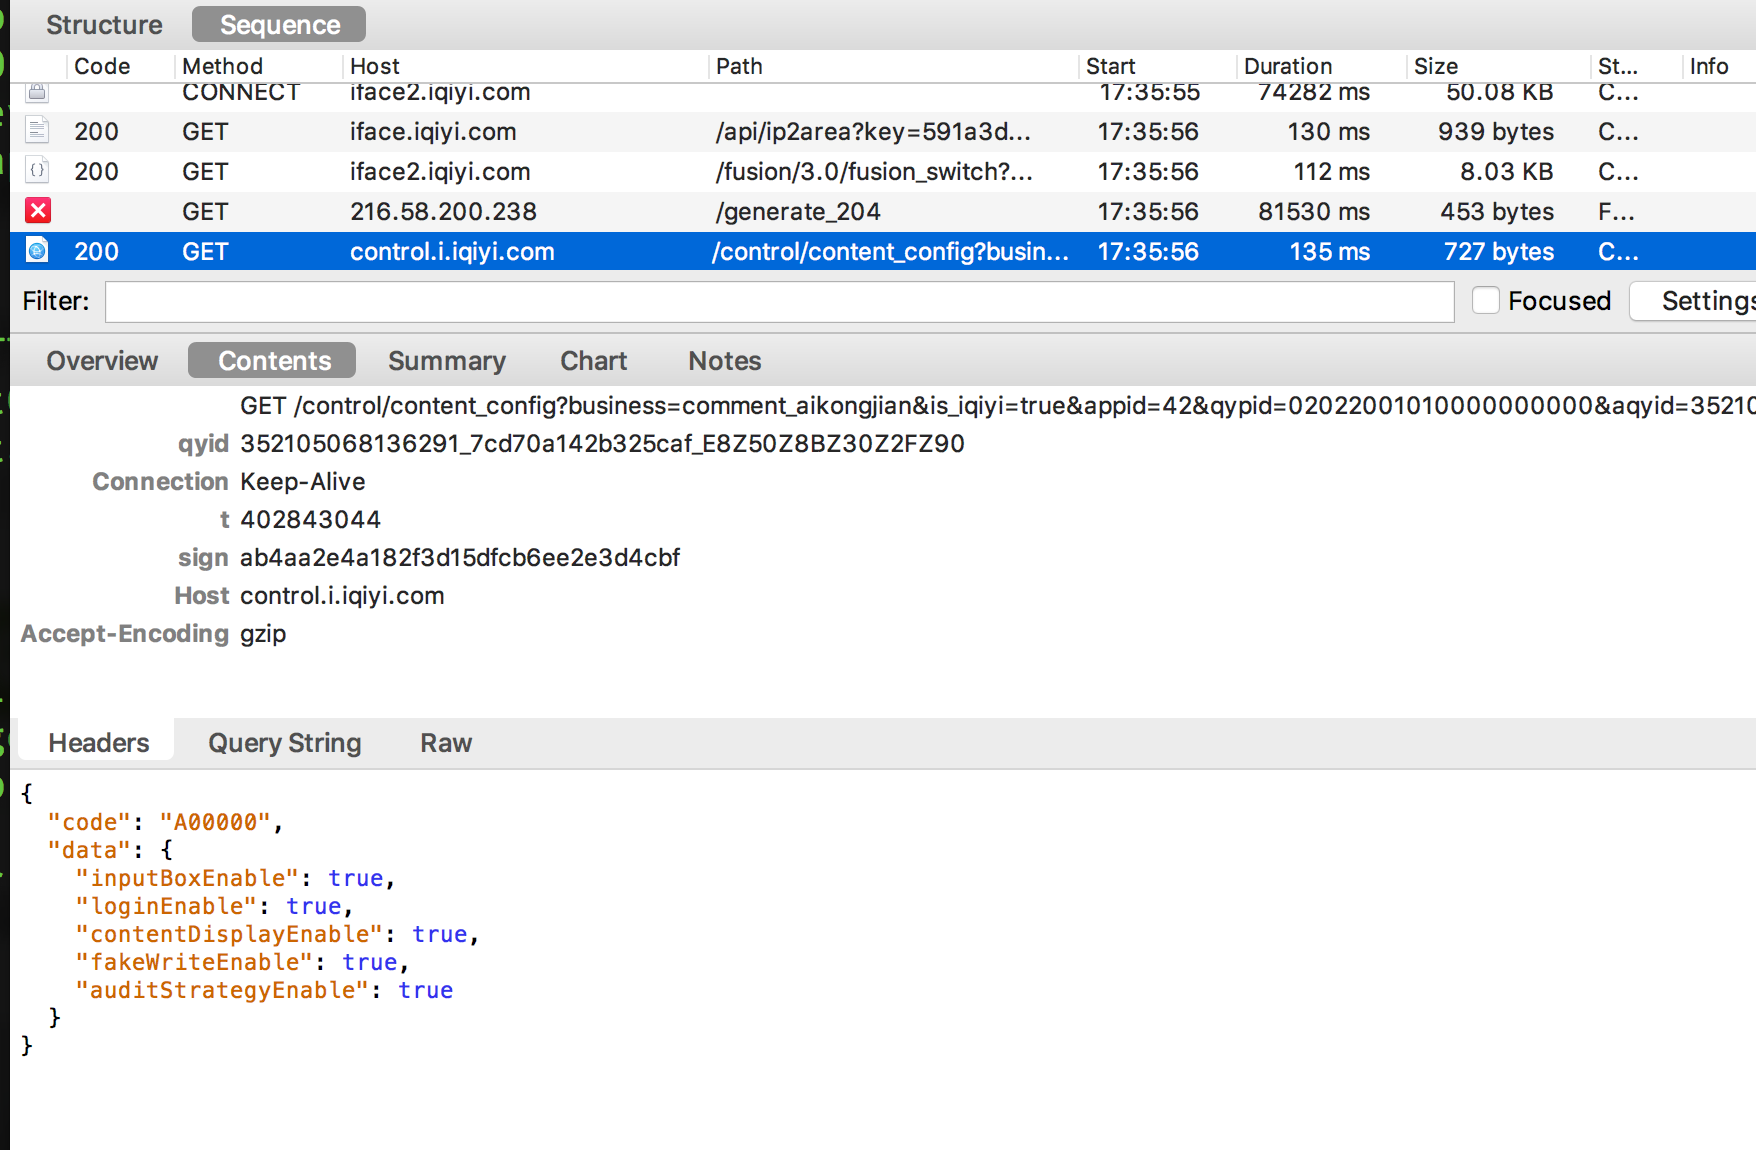 Structure Sequence
Code Method Host Path Start Duration Size St... Info
CONNECT iface2.iqiyi.com 17:35:55 74282 ms 50.08 KB C...
200 GET iface.iqiyi.com /api/ip2area?key=591a3d... 17:35:56 130 ms 939 bytes C...
200 GET iface2.iqiyi.com /fusion/3.0/fusion_switch?... 17:35:56 112 ms 8.03 KB C...
GET 216.58.200.238 /generate_204 17:35:56 81530 ms 453 bytes F...
200 GET control.i.iqiyi.com /control/content_config?busin... 17:35:56 135 ms 727 bytes C...
Filter: Focused Settings
Overview Contents Summary Chart Notes
GET /control/content_config?business=comment_aikongjian&is_iqiyi=true&appid=42&qypid=02022001010000000000&aqyid=35210
qyid 352105068136291_7cd70a142b325caf_E8Z50Z8BZ30Z2FZ90
Connection Keep-Alive
t 402843044
sign ab4aa2e4a182f3d15dfcb6ee2e3d4cbf
Host control.i.iqiyi.com
Accept-Encoding gzip
Headers Query String Raw
{
"code": "A00000",
"data": {
"inputBoxEnable": true,
"loginEnable": true,
"contentDisplayEnable": true,
"fakeWriteEnable": true,
"auditStrategyEnable": true
}
}